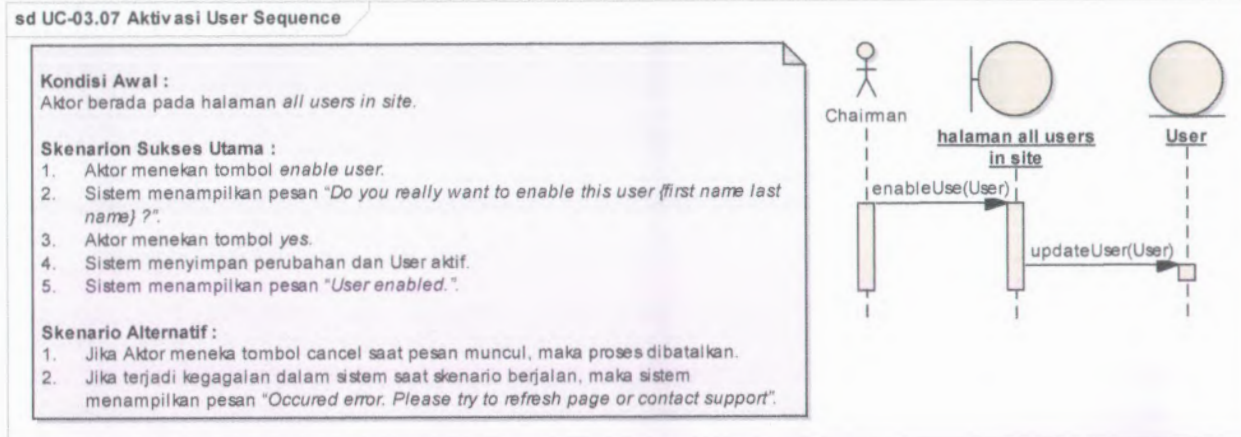 sd UC-03.07 Aktivasi User Sequence
Kondisi Awal :
Aktor berada pada halaman all users in site.
Skenarion Sukses Utama :
1. Aktor menekan tombol enable user.
2. Sistem menampilkan pesan "Do you really want to enable this user {first name last
name} ?".
3. Aktor menekan tombol yes.
4. Sistem menyimpan perubahan dan User aktif.
5. Sistem menampilkan pesan "User enabled.".
Skenario Alternatif :
1. Jika Aktor meneka tombol cancel saat pesan muncul, maka proses dibatalkan.
2. Jika terjadi kegagalan dalam sistem saat skenario berjalan, maka sistem
menampilkan pesan "Occured error. Please try to refresh page or contact support".
Chairman
halaman all users
in site
User
enableUse(User)
updateUser(User)